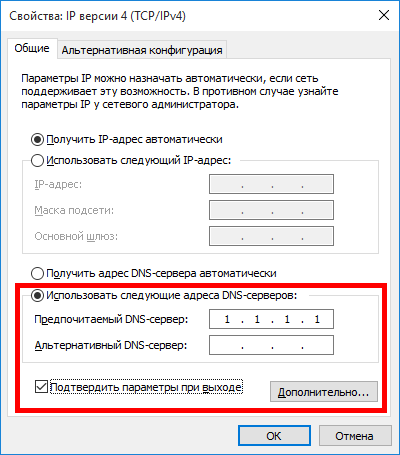 Свойства: IP версии 4 (TCP/IPv4)
Общие Альтернативная конфигурация
Параметры IP можно назначать автоматически, если сеть
поддерживает эту возможность. В противном случае узнайте
параметры IP у сетевого администратора.
Получить IP-адрес автоматически
Использовать следующий IP-адрес:
IP-адрес: . . .
Маска подсети: . . .
Основной шлюз: . . .
Получить адрес DNS-сервера автоматически
Использовать следующие адреса DNS-серверов:
Предпочитаемый DNS-сервер: 1 . 1 . 1 . 1
Альтернативный DNS-сервер: . . .
Подтвердить параметры при выходе
Дополнительно...
OK Отмена